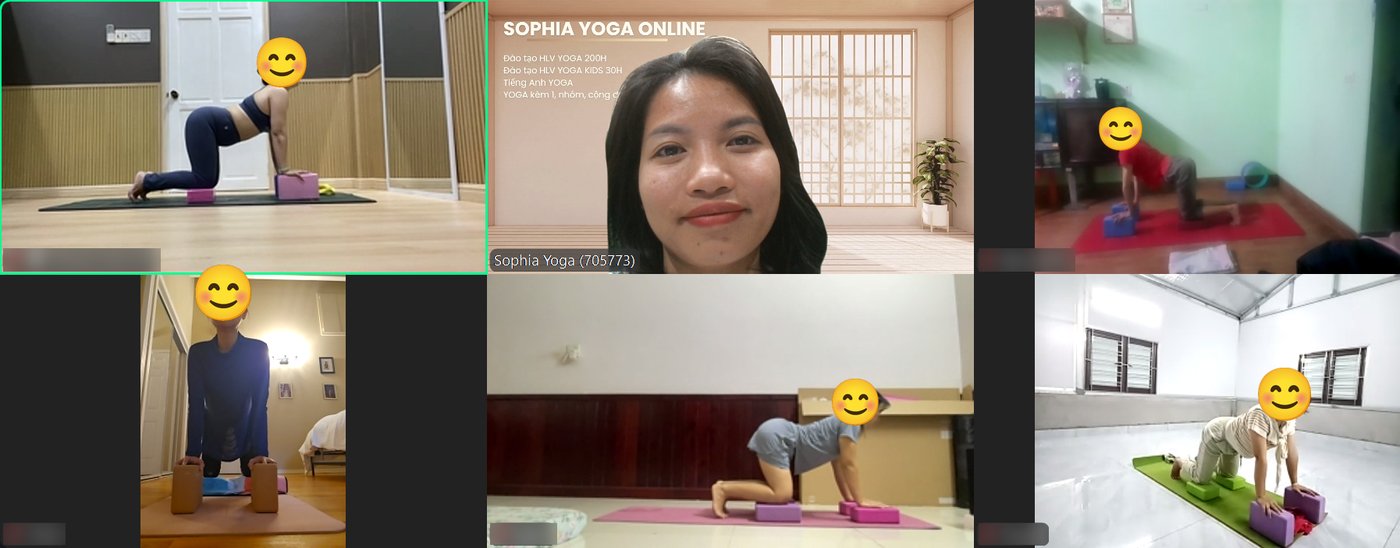 SOPHIA YOGA ONLINE
Đào tạo HLV YOGA 200H
Đào tạo HLV YOGA KIDS 30H
Tiếng Anh YOGA
YOGA kèm 1, nhóm, cộng
Sophia Yoga (705773)